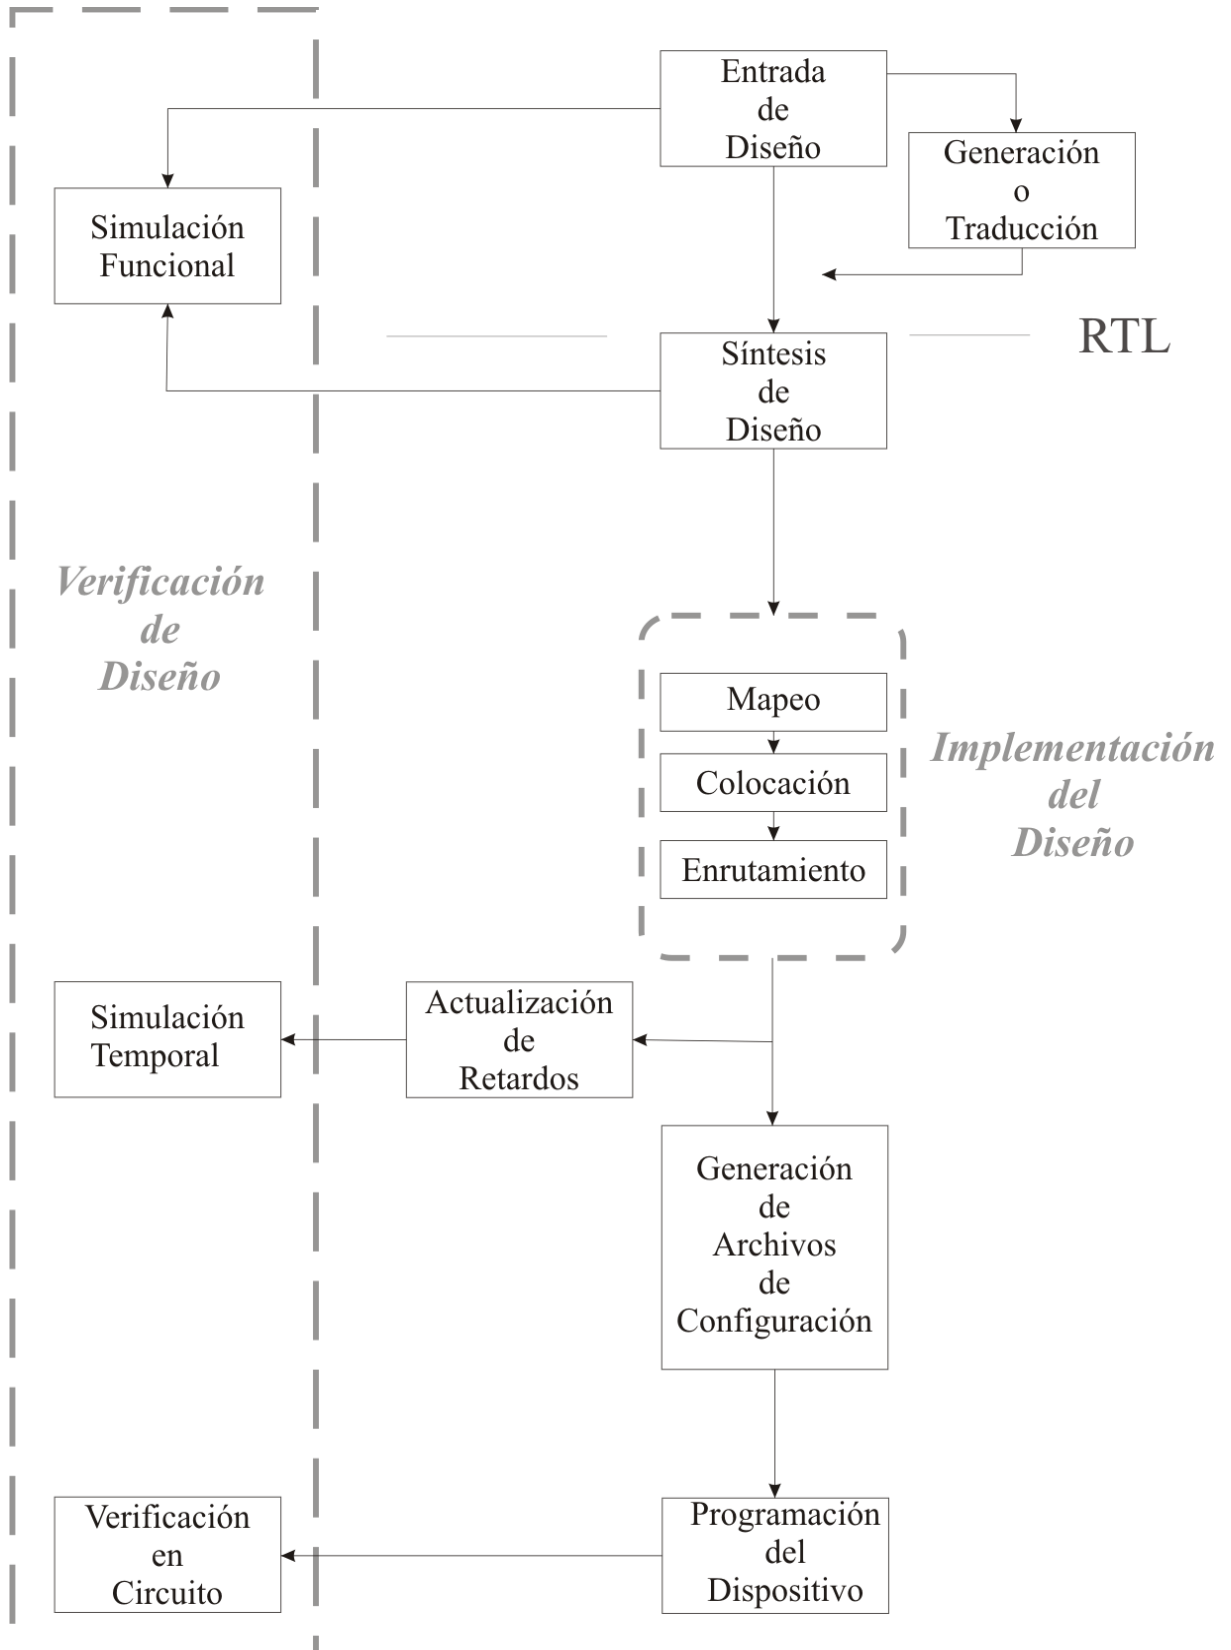 Entrada
de
Diseño
Generación
o
Traducción
Simulación
Funcional
RTL
Síntesis
de
Diseño
Verificación
de
Diseño
Mapeo
Colocación
Enrutamiento
Implementación
del
Diseño
Simulación
Temporal
Actualización
de
Retardos
Generación
de
Archivos
de
Configuración
Verificación
en
Circuito
Programación
del
Dispositivo